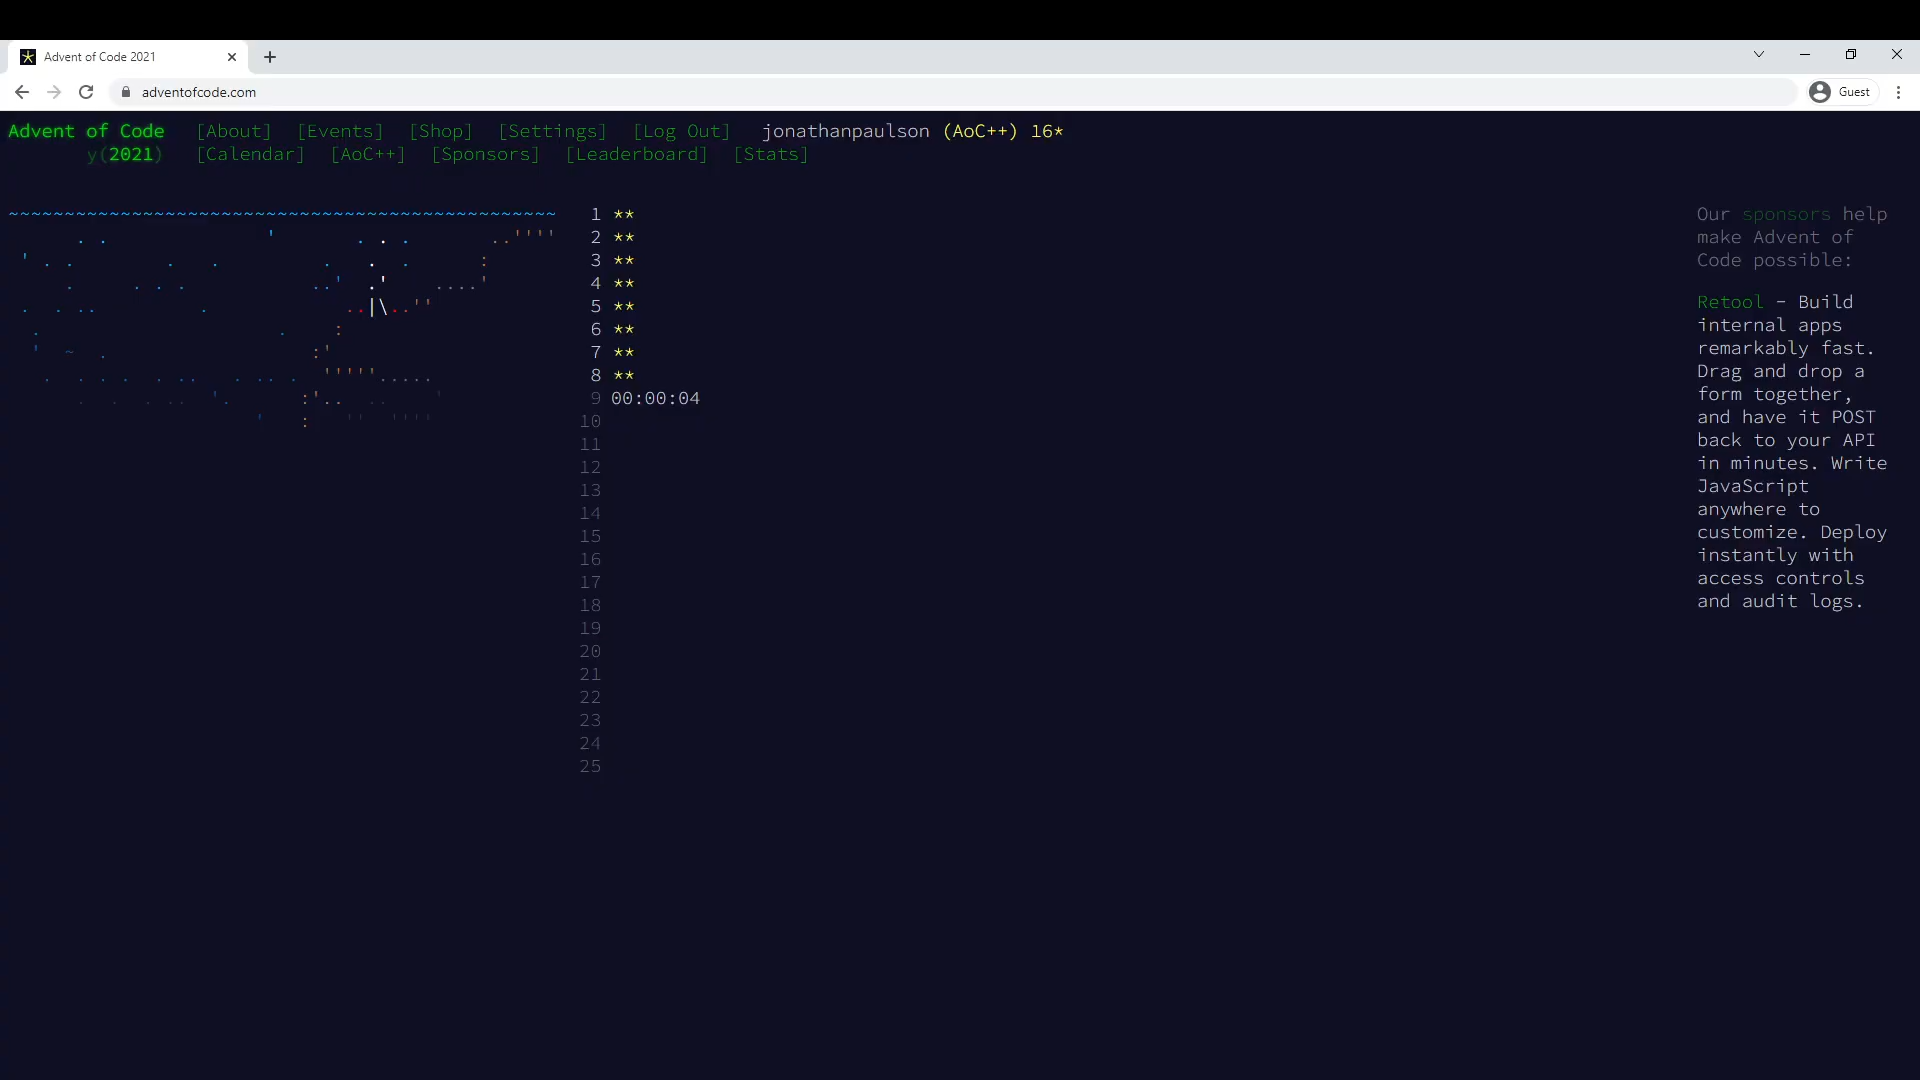 Advent of Code 2021
adventofcode.com
Guest
Advent of Code [About] [Events] [Shop] [Settings] [Log Out] jonathanpaulson (AoC++) 16*
y(2021) [Calendar] [AoC++] [Sponsors] [Leaderboard] [Stats]
1 **
2 **
3 **
4 **
5 **
6 **
7 **
8 **
9 00:00:04
10
11
12
13
14
15
16
17
18
19
20
21
22
23
24
25
Our sponsors help
make Advent of
Code possible:
Retool - Build
internal apps
remarkably fast.
Drag and drop a
form together,
and have it POST
back to your API
in minutes. Write
JavaScript
anywhere to
customize. Deploy
instantly with
access controls
and audit logs.